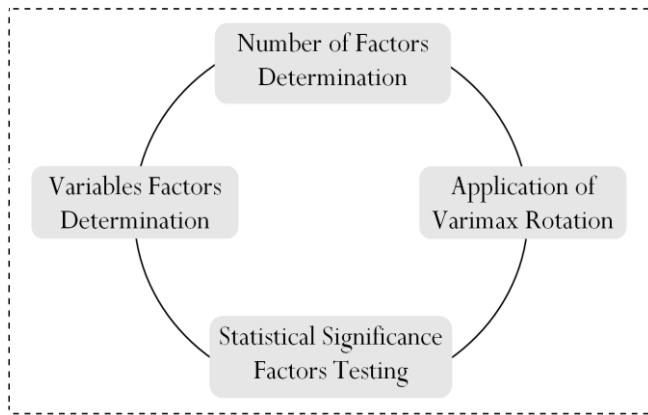 Number of Factors
Determination
Variables Factors
Determination
Application of
Varimax Rotation
Statistical Significance
Factors Testing